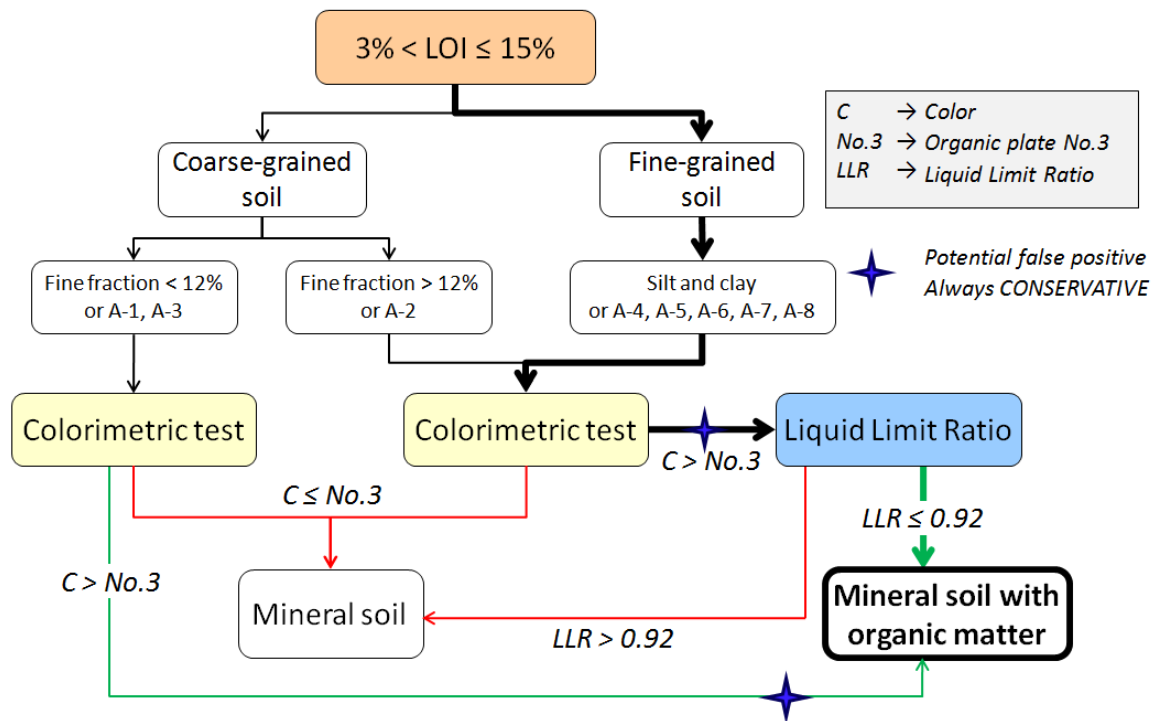 3% < LOI ≤ 15%
C → Color
No.3 → Organic plate No.3
LLR → Liquid Limit Ratio
Coarse-grained
soil
Fine-grained
soil
Potential false positive
Always CONSERVATIVE
Fine fraction < 12%
or A-1, A-3
Fine fraction > 12%
or A-2
Silt and clay
or A-4, A-5, A-6, A-7, A-8
Colorimetric test
Colorimetric test
Liquid Limit Ratio
C > No.3
C ≤ No.3
LLR ≤ 0.92
C > No.3
Mineral soil
LLR > 0.92
Mineral soil with
organic matter